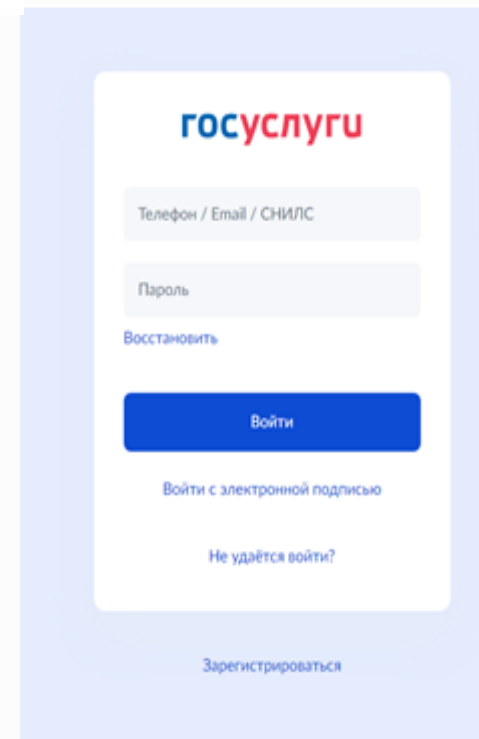 госуслуги
Телефон / Email / СНИЛС
Пароль
Восстановить
Войти
Войти с электронной подписью
Не удаётся войти?
Зарегистрироваться